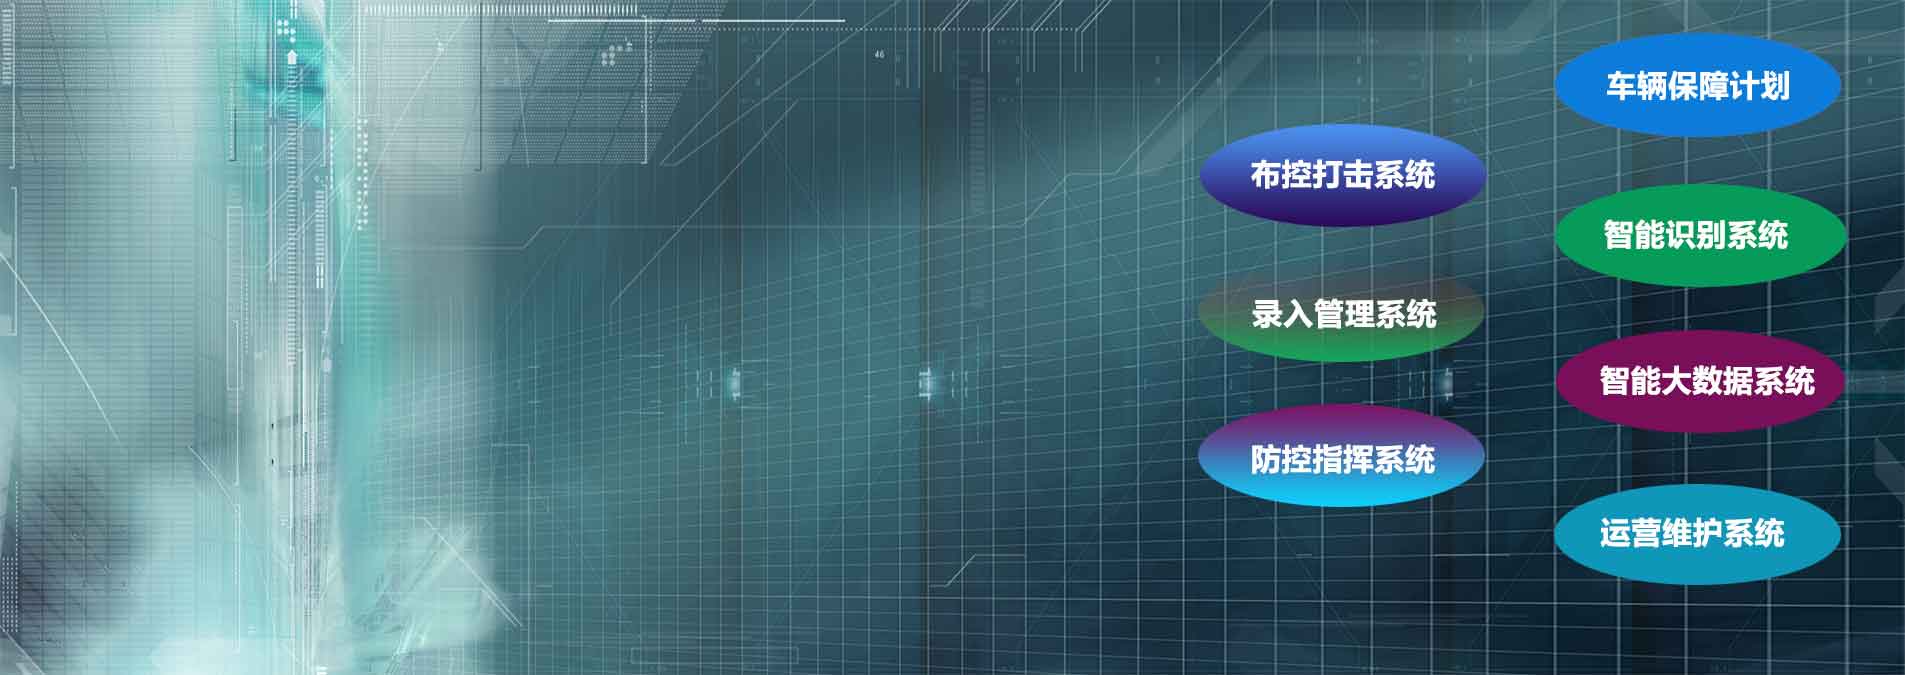 车辆保障计划
布控打击系统
智能识别系统
录入管理系统
智能大数据系统
防控指挥系统
运营维护系统
46